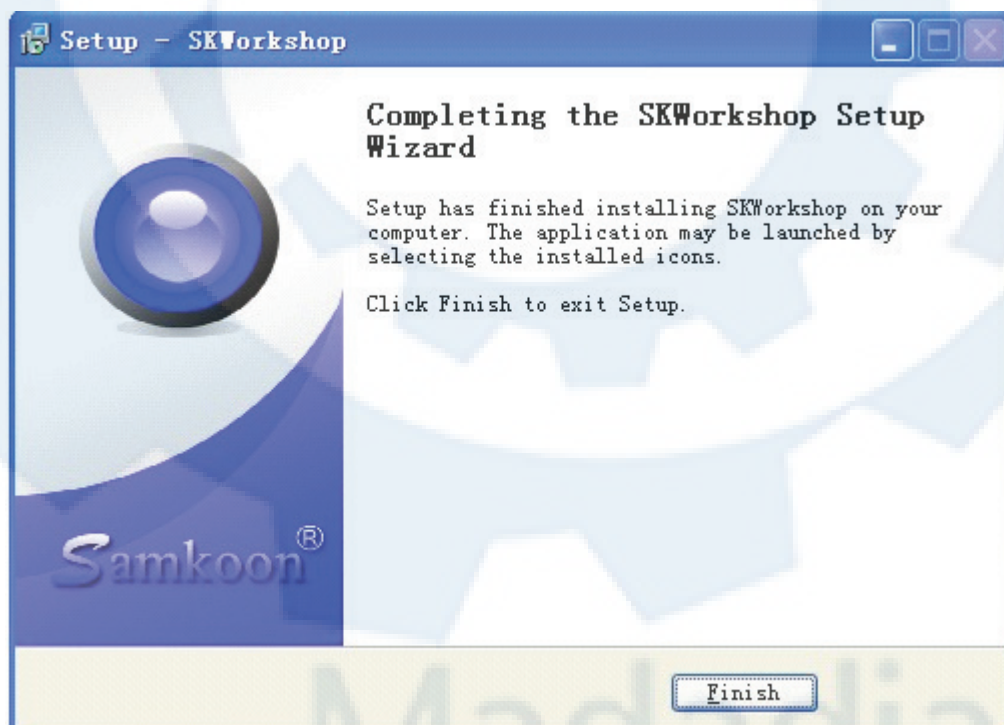 Setup - SKWorkshop
Completing the SKWorkshop Setup
Wizard
Setup has finished installing SKWorkshop on your
computer. The application may be launched by
selecting the installed icons.
Click Finish to exit Setup.
Samkoon®
Finish